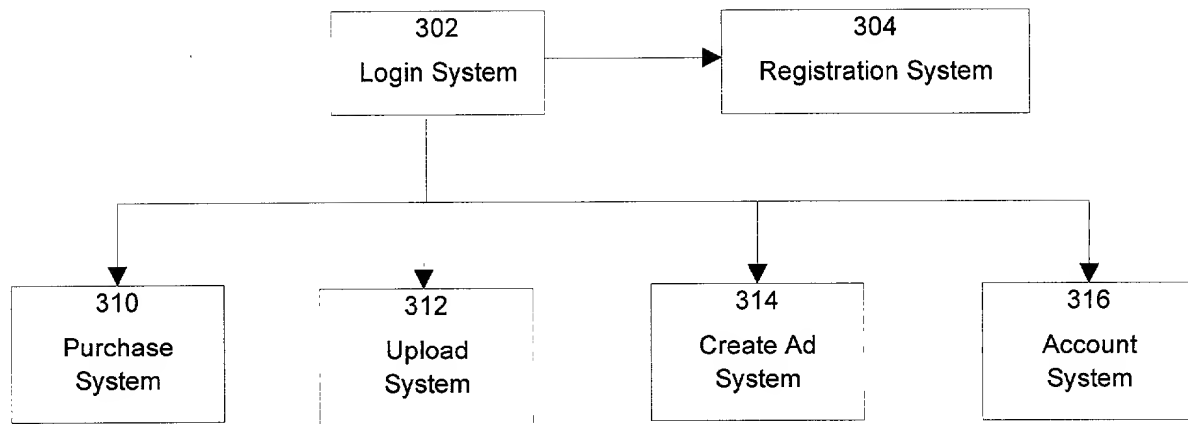 302
Login System
304
Registration System
310
Purchase
System
312
Upload
System
314
Create Ad
System
316
Account
System